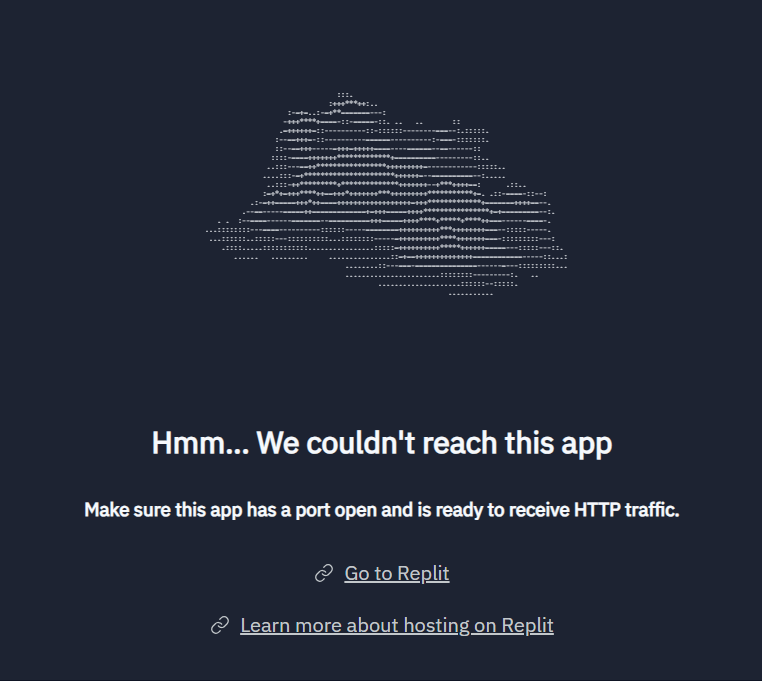 Hmm... We couldn't reach this app
Make sure this app has a port open and is ready to receive HTTP traffic.
Go to Replit
Learn more about hosting on Replit